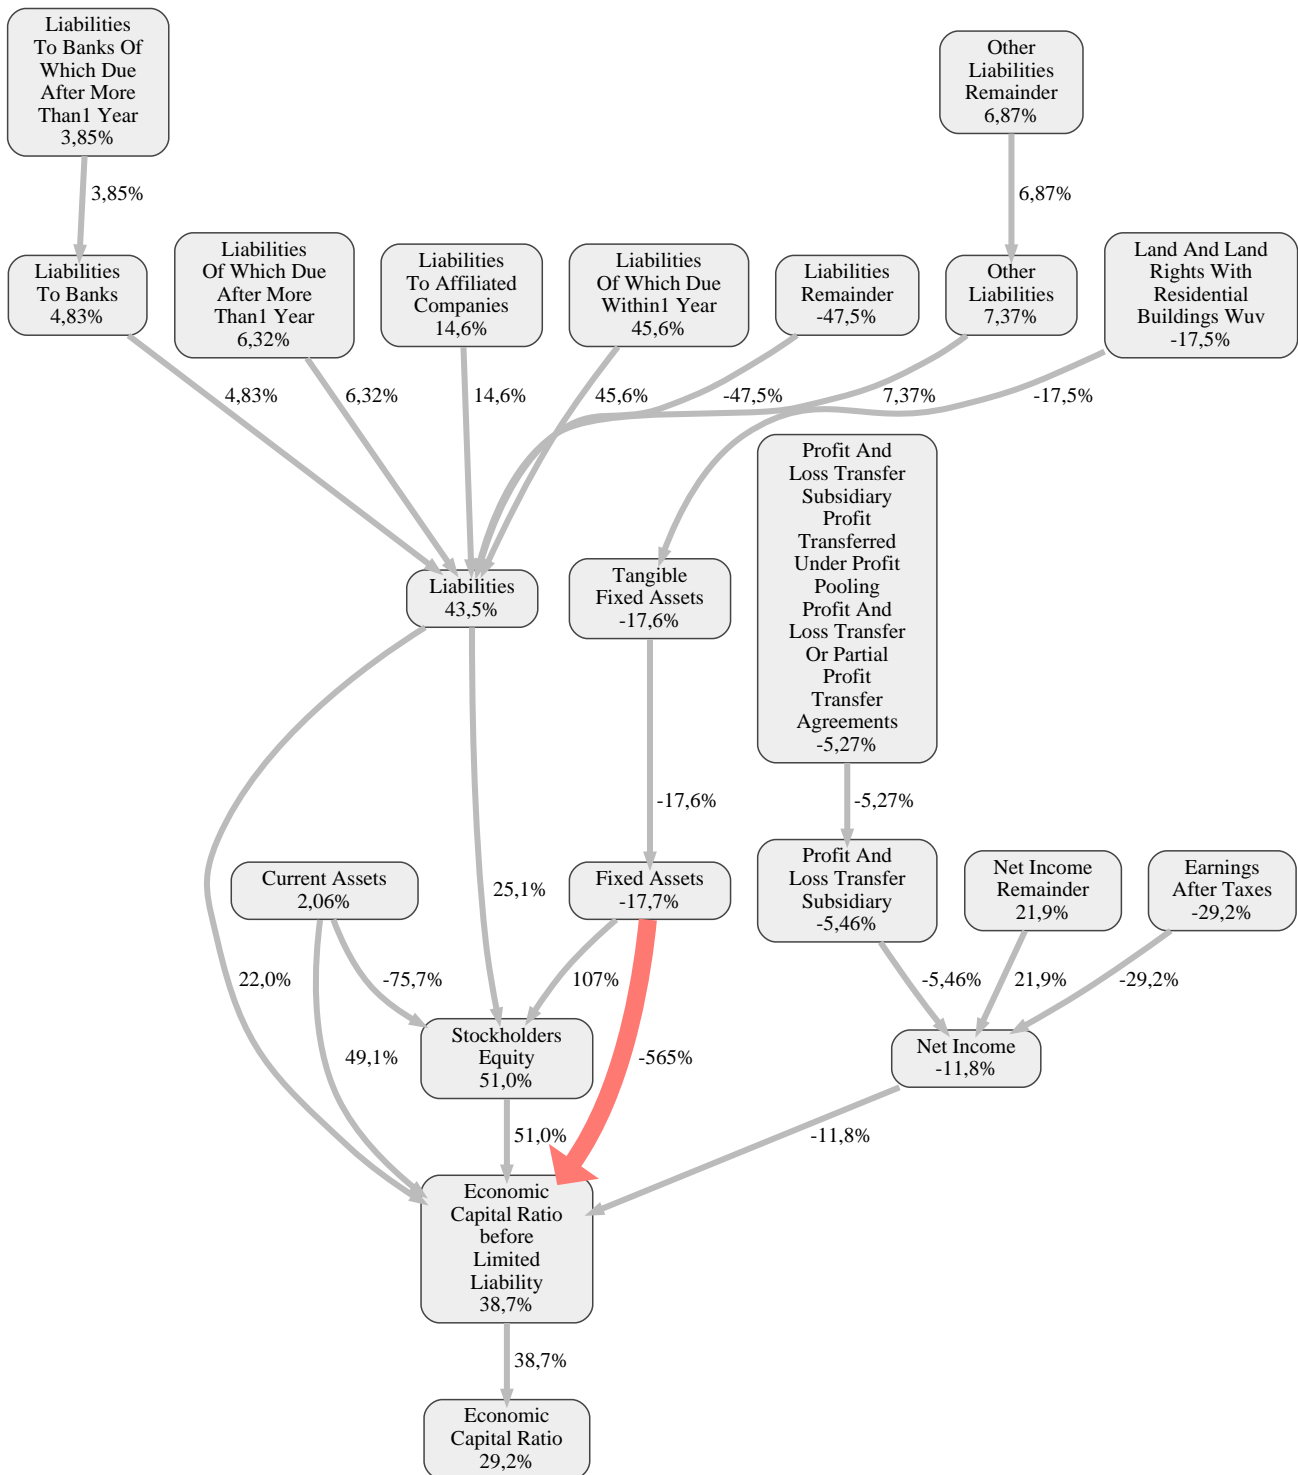 Liabilities
To Banks Of
Which Due
After More
Than1 Year
3,85%
Other
Liabilities
Remainder
6,87%
3,85%
6,87%
Liabilities
To Banks
4,83%
Liabilities
Of Which Due
After More
Than1 Year
6,32%
Liabilities
To Affiliated
Companies
14,6%
Liabilities
Of Which Due
Within1 Year
45,6%
Liabilities
Remainder
-47,5%
Other
Liabilities
7,37%
Land And Land
Rights With
Residential
Buildings Wuv
-17,5%
4,83%
6,32%
14,6%
45,6%
-47,5%
7,37%
-17,5%
Profit And
Loss Transfer
Subsidiary
Profit
Transferred
Under Profit
Pooling
Profit And
Loss Transfer
Or Partial
Profit
Transfer
Agreements
-5,27%
Liabilities
43,5%
Tangible
Fixed Assets
-17,6%
-17,6%
-5,27%
Current Assets
2,06%
25,1%
Fixed Assets
-17,7%
Profit And
Loss Transfer
Subsidiary
-5,46%
Net Income
Remainder
21,9%
Earnings
After Taxes
-29,2%
22,0%
-75,7%
107%
-5,46%
21,9%
-29,2%
49,1%
Stockholders
Equity
51,0%
-565%
Net Income
-11,8%
51,0%
-11,8%
Economic
Capital Ratio
before
Limited
Liability
38,7%
38,7%
Economic
Capital Ratio
29,2%